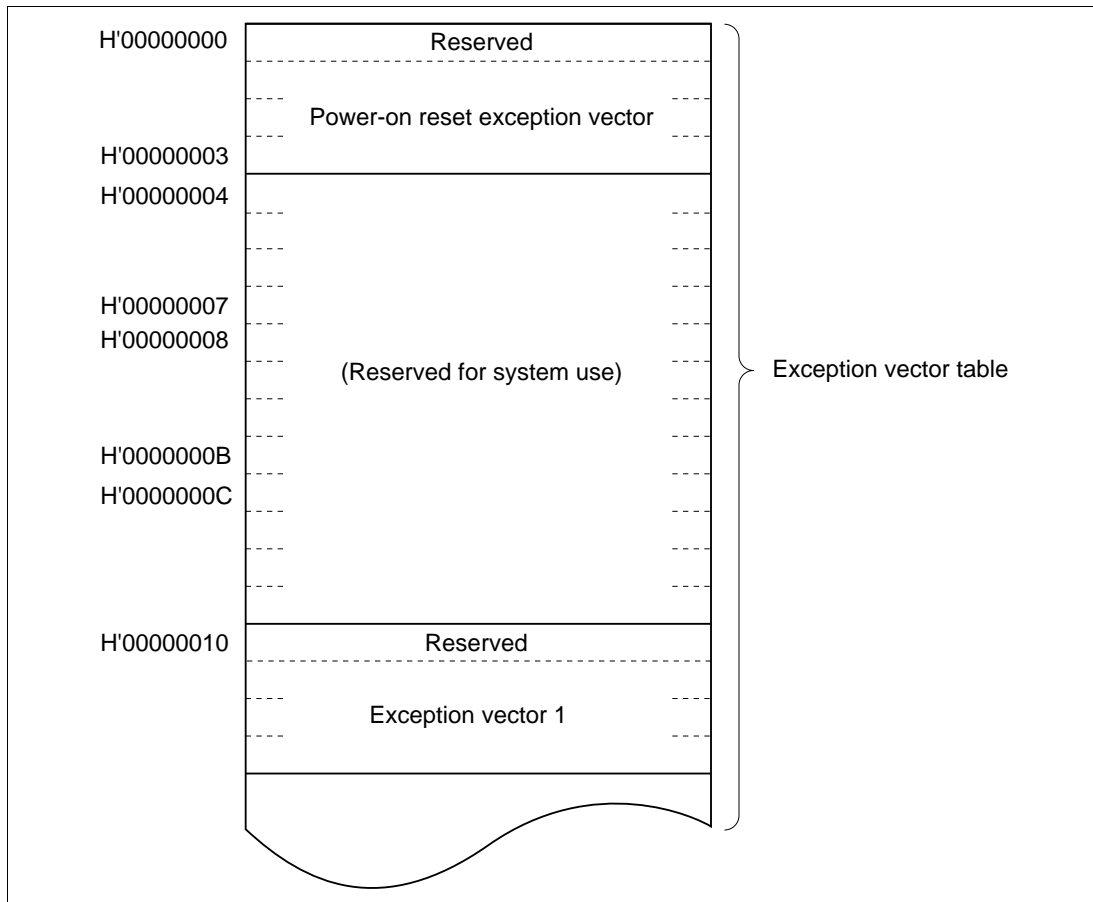 H'00000000
Reserved
Power-on reset exception vector
H'00000003
H'00000004
H'00000007
H'00000008
(Reserved for system use)
Exception vector table
H'0000000B
H'0000000C
H'00000010
Reserved
Exception vector 1